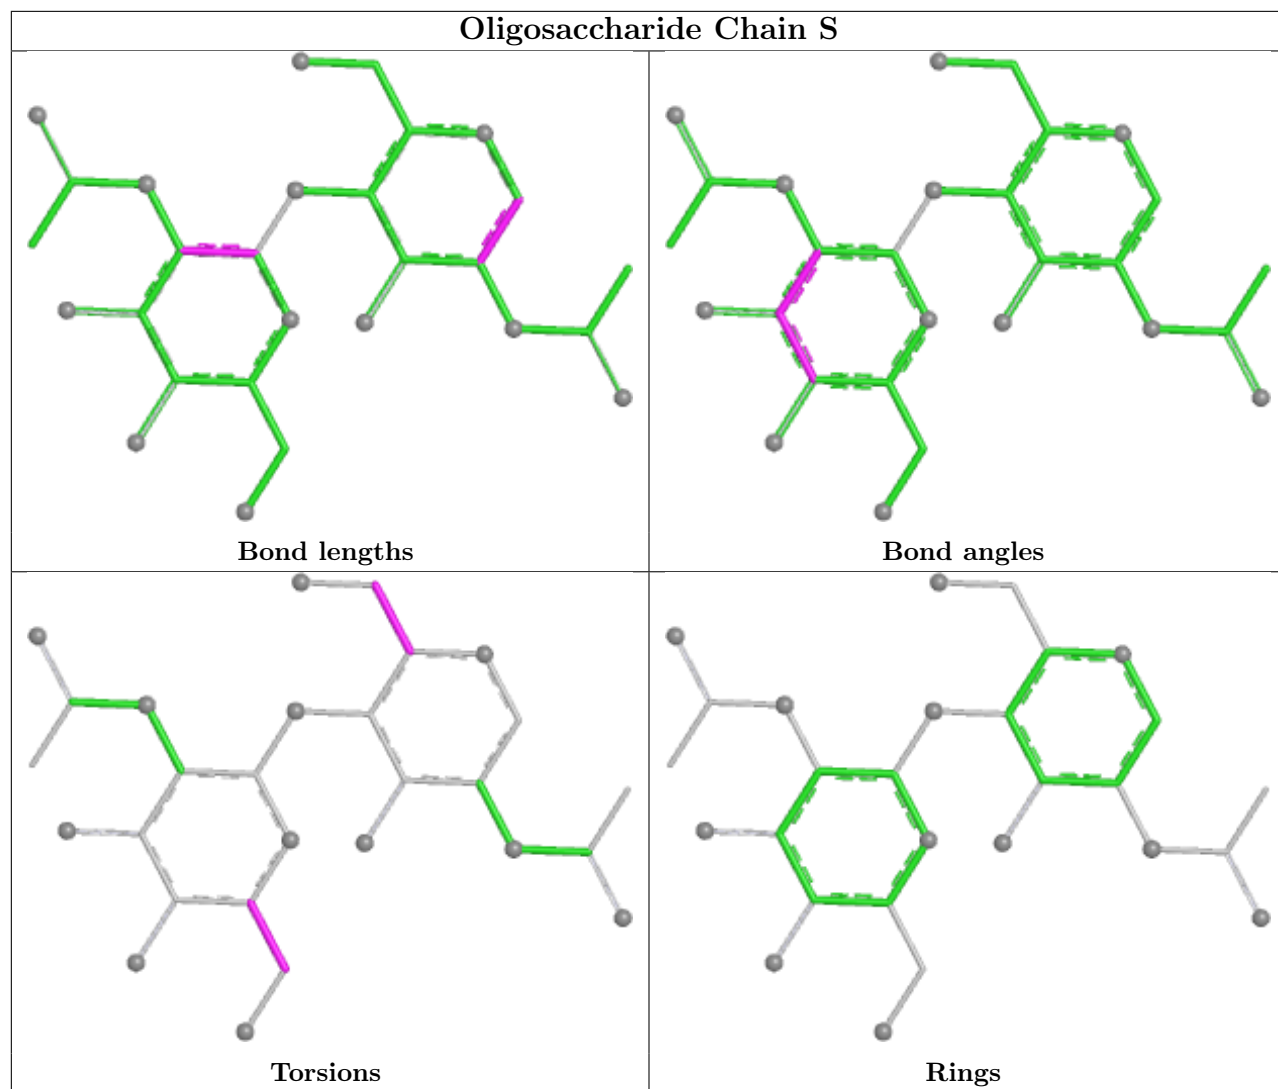 Oligosaccharide Chain S
Bond lengths
Bond angles
Torsions
Rings